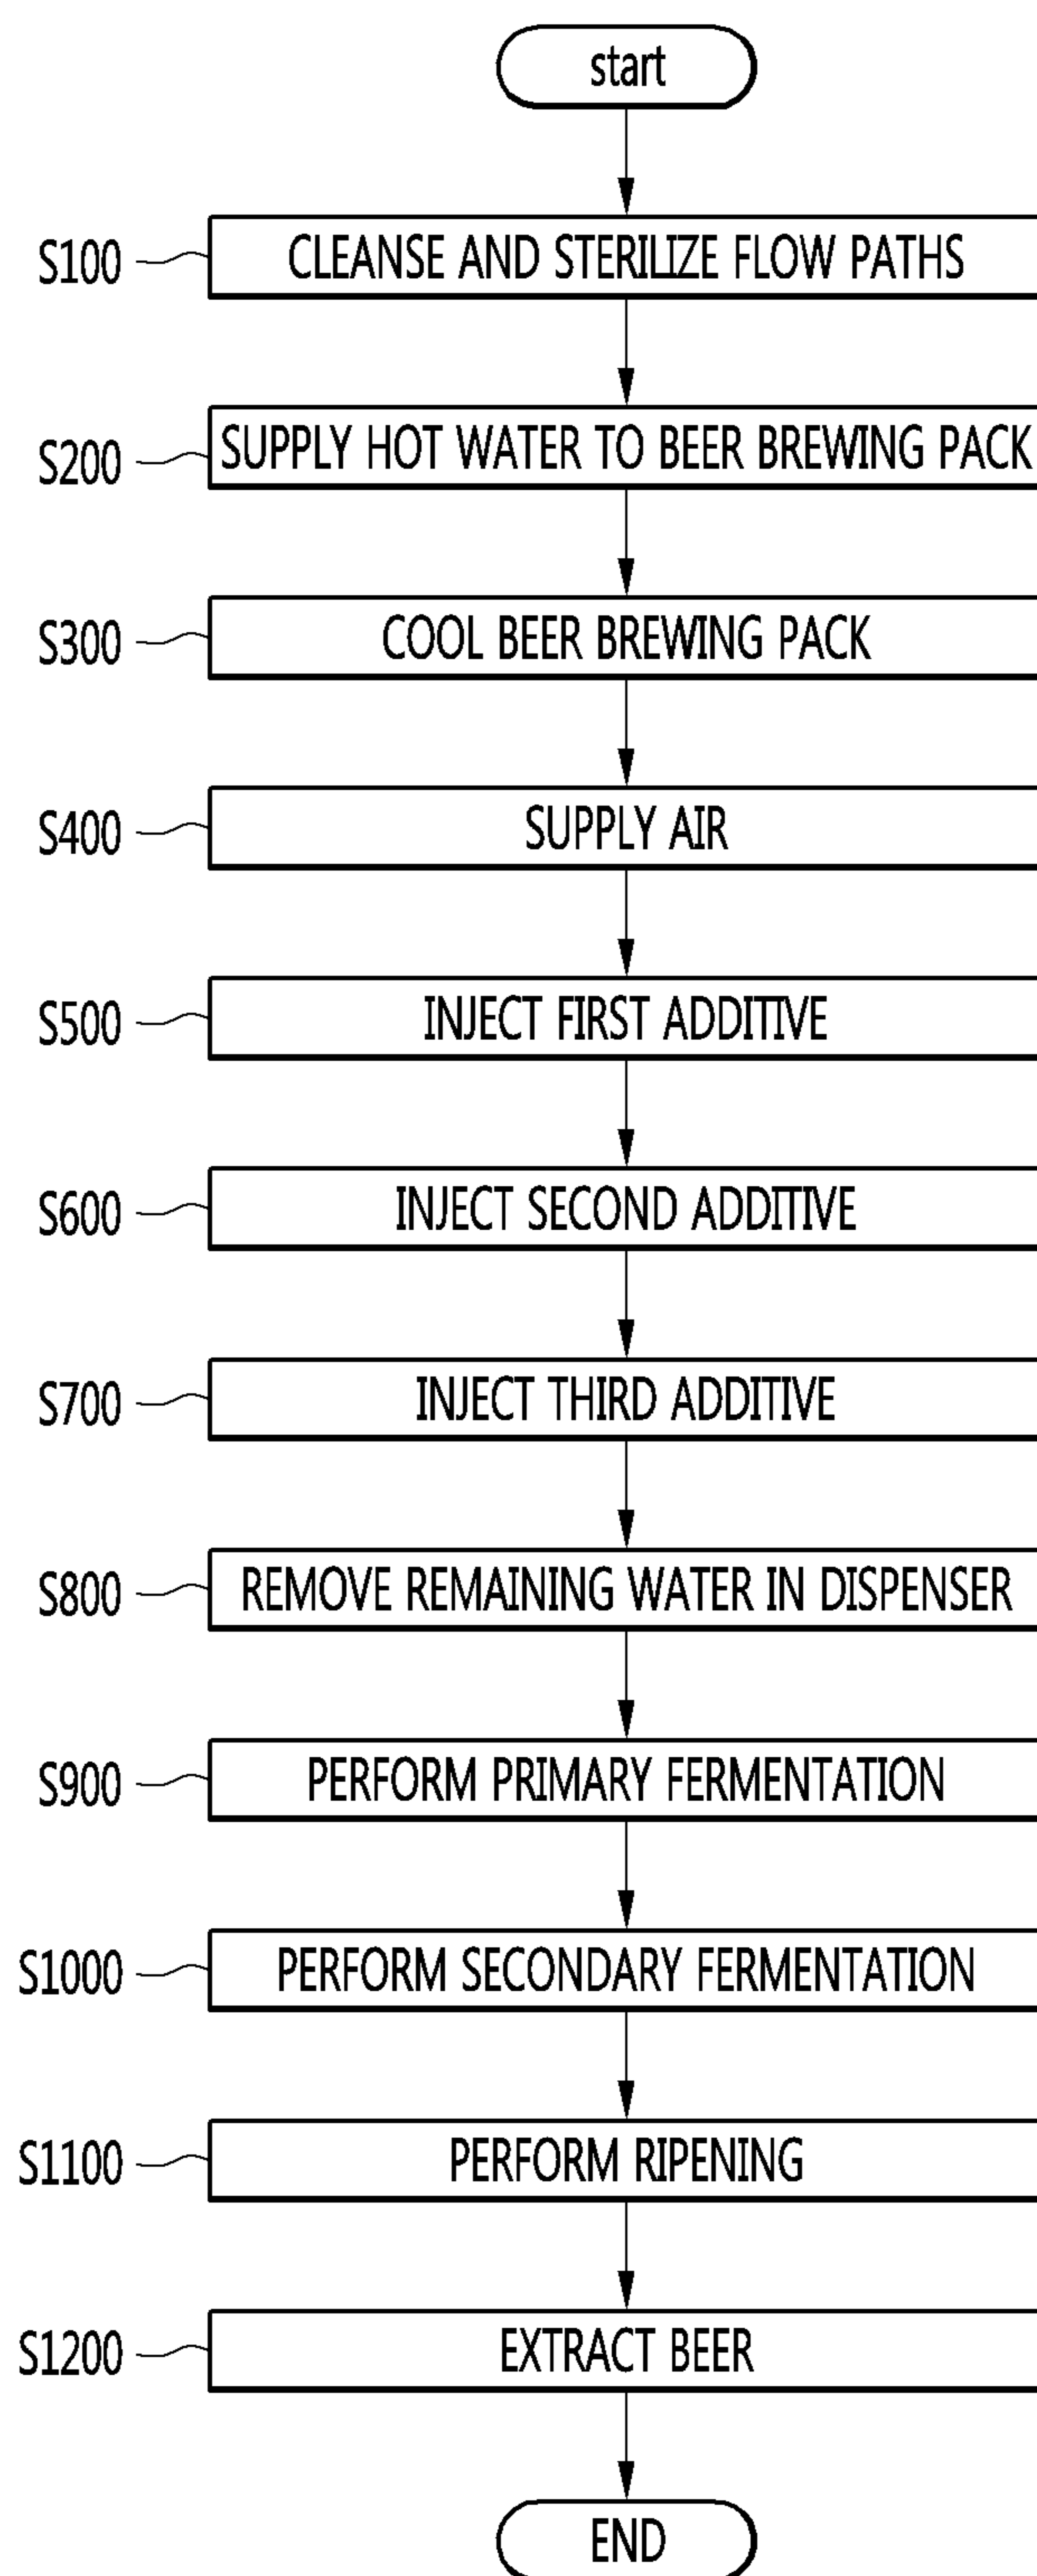 start
S100 CLEANSE AND STERILIZE FLOW PATHS
S200 SUPPLY HOT WATER TO BEER BREWING PACK
S300 COOL BEER BREWING PACK
S400 SUPPLY AIR
S500 INJECT FIRST ADDITIVE
S600 INJECT SECOND ADDITIVE
S700 INJECT THIRD ADDITIVE
S800 REMOVE REMAINING WATER IN DISPENSER
S900 PERFORM PRIMARY FERMENTATION
S1000 PERFORM SECONDARY FERMENTATION
S1100 PERFORM RIPENING
S1200 EXTRACT BEER
END